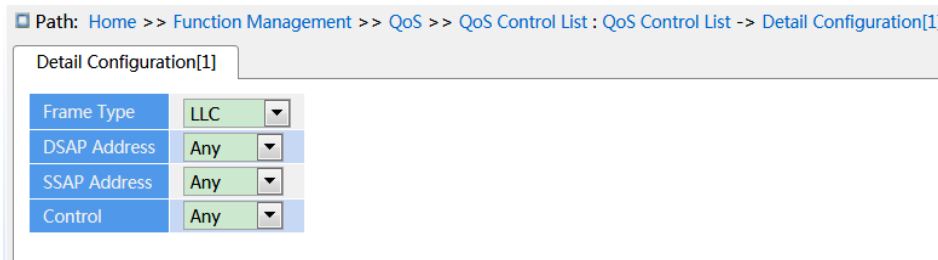 Path: Home >> Function Management >> QoS >> QoS Control List : QoS Control List -> Detail Configuration[1]
Detail Configuration[1]
Frame Type LLC
DSAP Address Any
SSAP Address Any
Control Any